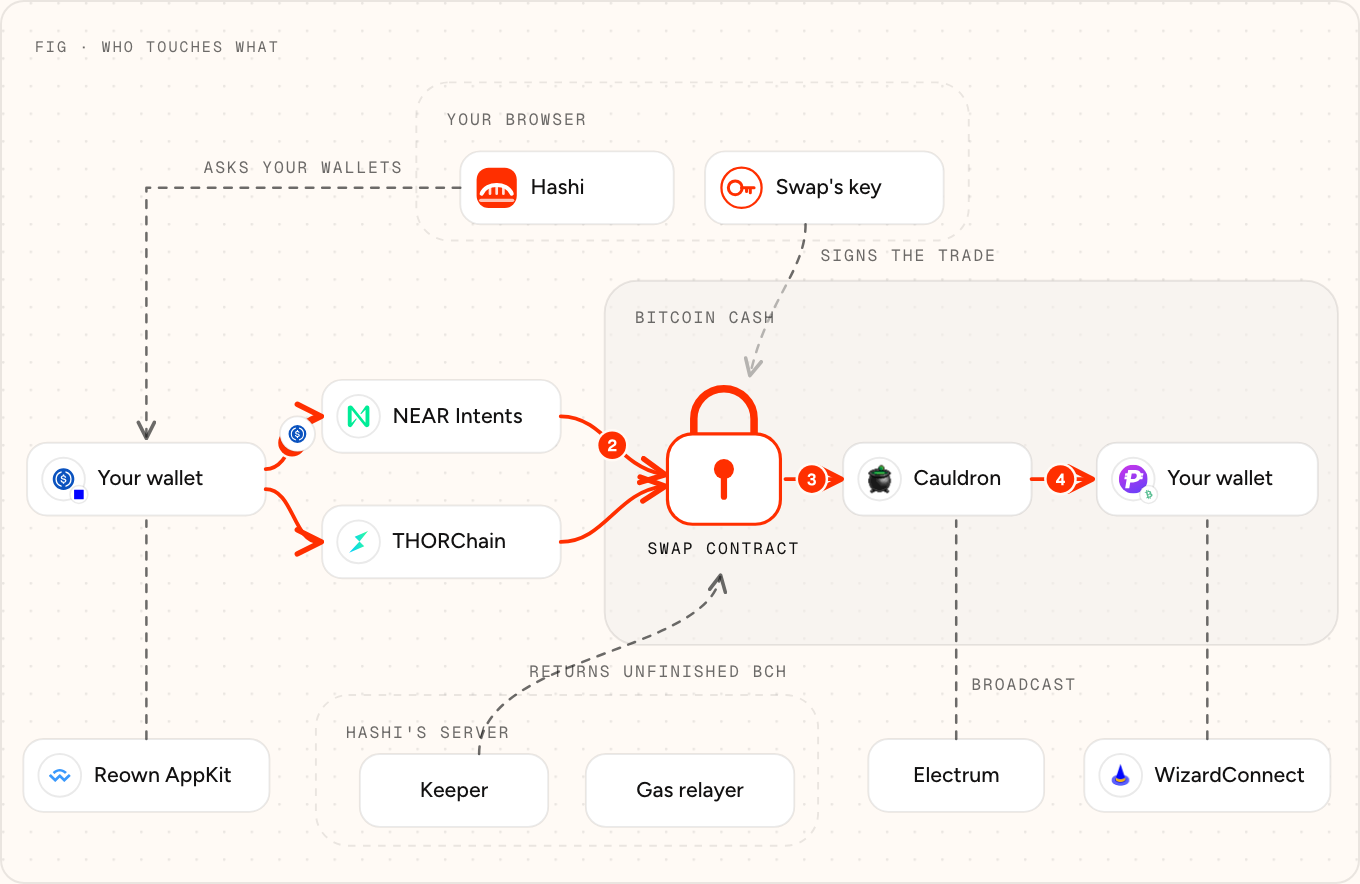 FIG · WHO TOUCHES WHAT
YOUR BROWSER
ASKS YOUR WALLETS
Hashi
Swap's key
SIGNS THE TRADE
BITCOIN CASH
NEAR Intents
2
Your wallet
3
Cauldron
4
Your wallet
THORChain
SWAP CONTRACT
RETURNS UNFINISHED BCH
BROADCAST
HASHI'S SERVER
Reown AppKit
Keeper
Gas relayer
Electrum
WizardConnect